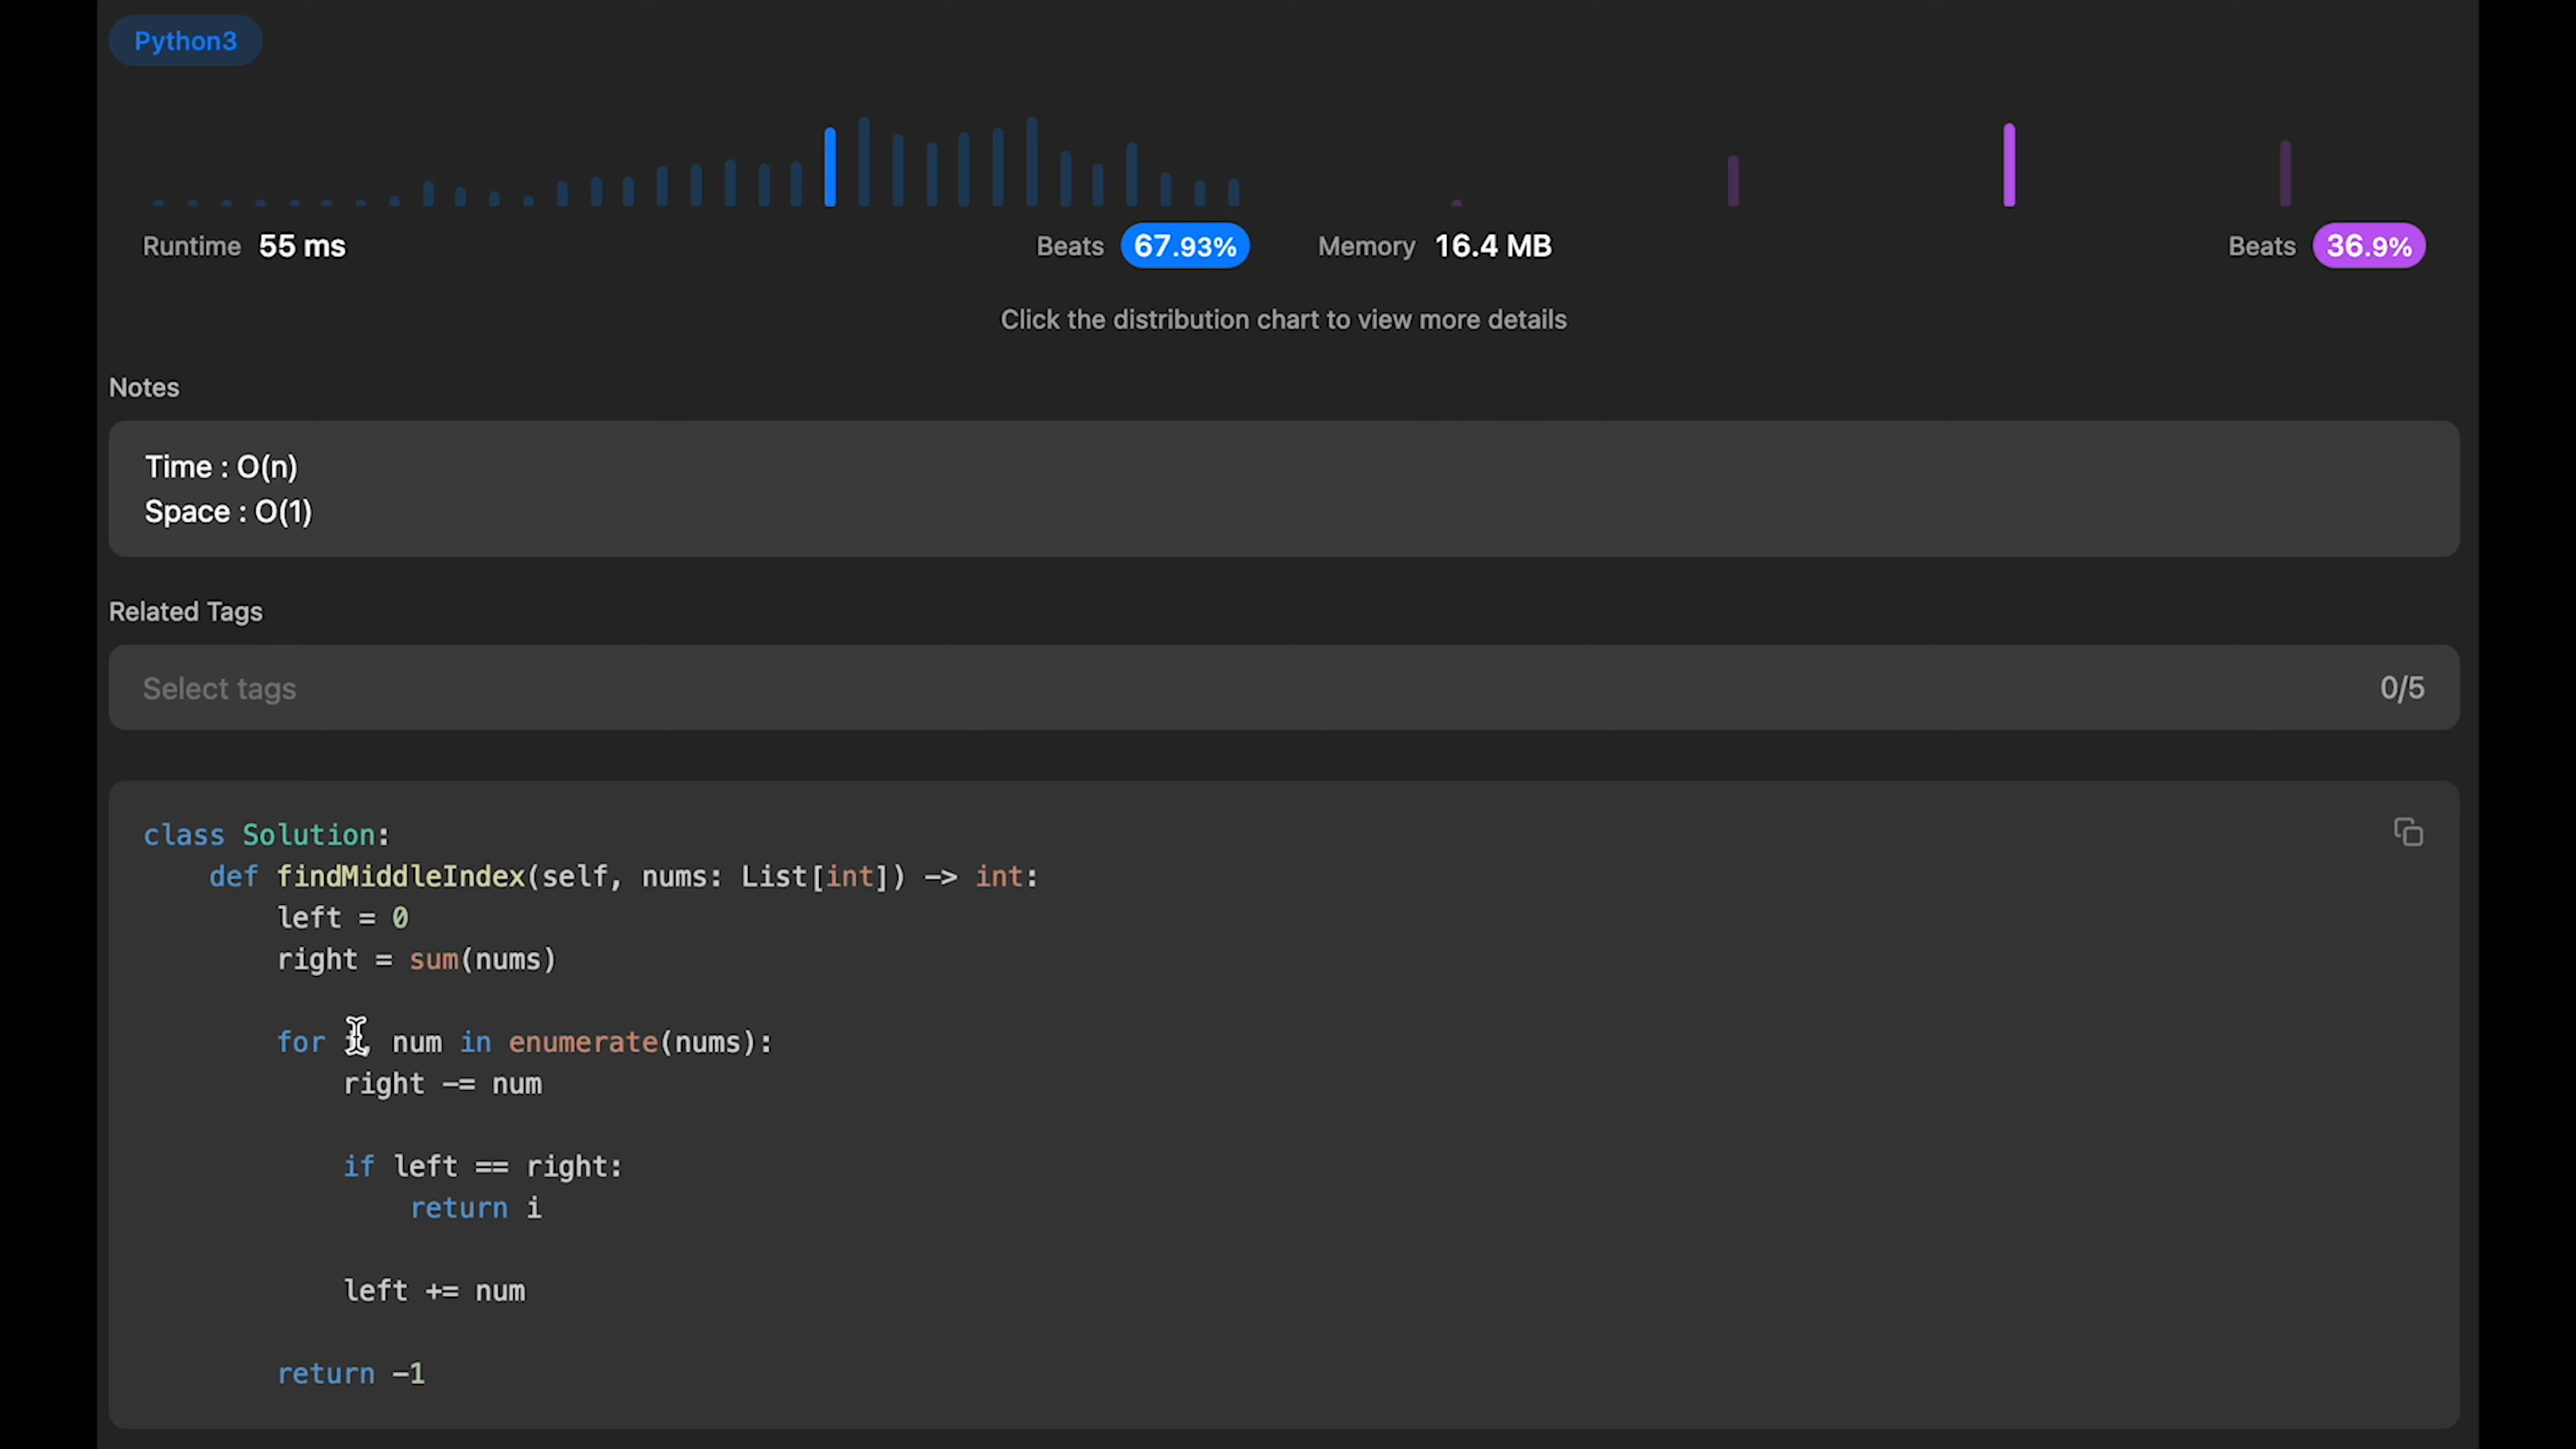 Python3
Runtime 55 ms Beats 67.93% Memory 16.4 MB Beats 36.9%
Click the distribution chart to view more details
Notes
Time : O(n)
Space : O(1)
Related Tags
Select tags 0/5
class Solution:
    def findMiddleIndex(self, nums: List[int]) -> int:
        left = 0
        right = sum(nums)
        for i, num in enumerate(nums):
            right -= num
            if left == right:
                return i
            left += num
        return -1